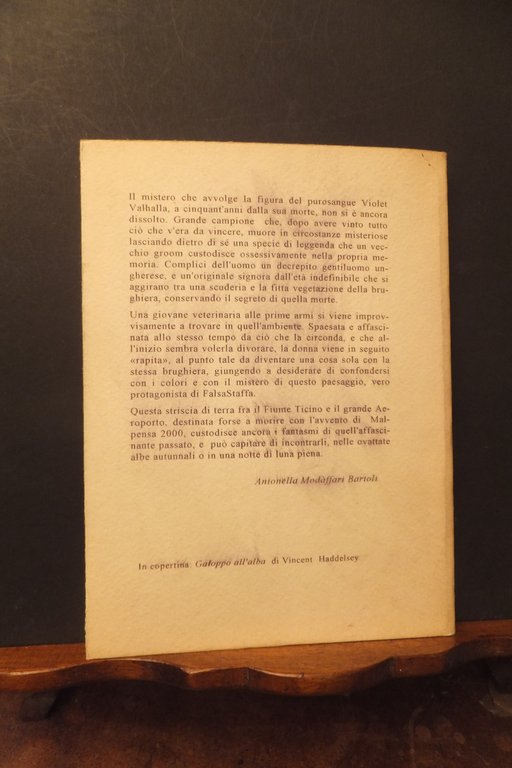 Il mistero che avvolge la figura del purosangue Violet
Valhalla, a cinquant'anni dalla sua morte, non si è ancora
dissolto. Grande campione che, dopo avere vinto tutto
ciò che v'era da vincere, muore in circostanze misteriose
lasciando dietro di sé una specie di leggenda che un vec-
chio groom custodisce ossessivamente nella propria me-
moria. Complici dell'uomo un decrepito gentiluomo un-
gherese, e un'originale signora dall'età indefinibile che si
aggirano tra una scuderia e la fitta vegetazione della bru-
ghiera, conservando il segreto di quella morte.
Una giovane veterinaria alle prime armi si viene improv-
visamente a trovare in quell'ambiente. Spaesata e affasci-
nata allo stesso tempo da ciò che la circonda, e che al-
l'inizio sembra volerla divorare, la donna viene in seguito
«rapita», al punto tale da diventare una cosa sola con la
stessa brughiera, giungendo a desiderare di confondersi
con i colori e con il mistero di questo paesaggio, vero
protagonista di FalsaStaffa.
Questa striscia di terra fra il Fiume Ticino e il grande Ae-
roporto, destinata forse a morire con l'avvento di Mal-
pensa 2000, custodisce ancora i fantasmi di quell'affasci-
nante passato, e può capitare di incontrarli, nelle ovattate
albe autunnali o in una notte di luna piena.
Antonella Modàffari Bartoli
In copertina: Galoppo all'alba di Vincent Haddelsey